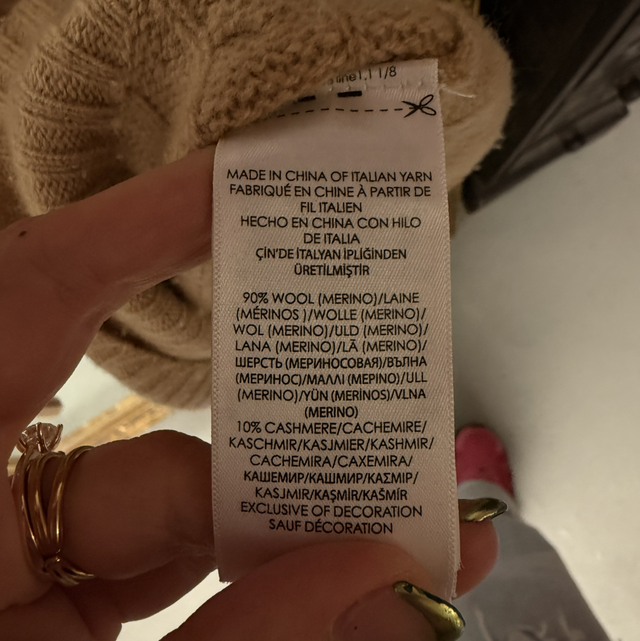 1.1 1/8
MADE IN CHINA OF ITALIAN YARN
FABRIQUÉ EN CHINE À PARTIR DE
FIL ITALIEN
HECHO EN CHINA CON HILO
DE ITALIA
ÇİN'DE İTALYAN İPLİĞİNDEN
ÜRETİLMİŞTİR
90% WOOL (MERINO)/LAINE
(MÉRINOS )/WOLLE (MERINO)/
WOL (MERINO)/ULD (MERINO)/
LANA (MERINO)/LÃ (MERINO)/
ШЕРСТЬ (МЕРИНОСОВАЯ)/ВЪЛНА
(МЕРИНОС)/ΜΑΛΛΙ (ΜΕΡΙΝΟ)/ULL
(MERINO)/YÜN (MERİNOS)/VLNA
(MERINO)
10% CASHMERE/CACHEMIRE/
KASCHMIR/KASJMIER/KASHMIR/
CACHEMIRA/CAXEMIRA/
КАШЕМИР/КАШМИР/ΚΑΣΜΙΡ/
KASJMIR/KAŞMİR/KAŠMÍR
EXCLUSIVE OF DECORATION
SAUF DÉCORATION